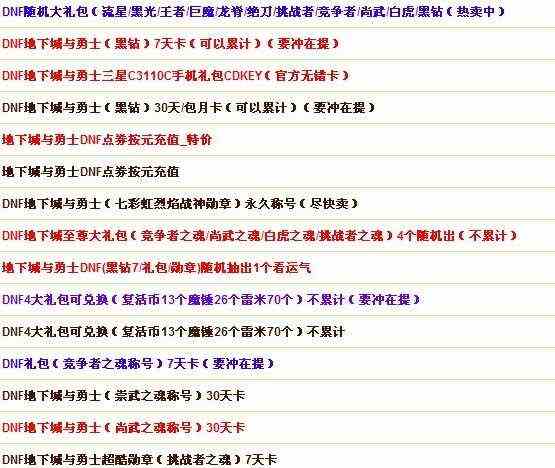 DNF随机大礼包(流星/黑光/王者/巨魔/龙脊/绝刃/挑战者/竞争者/尚武/白虎/黑钻(热卖中)
DNF地下城与勇士(黑钻)7天卡(可以累计)(要冲在提)
DNF地下城与勇士三星C3110C手机礼包CDKEY(官方无错卡)
DNF地下城与勇士(黑钻)30天/包月卡(可以累计)(要冲在提)
地下城与勇士DNF点券按元充值_特价
地下城与勇士DNF点券按元充值
DNF地下城与勇士(七彩虹烈焰战神勋章)永久称号(尽快卖)
DNF地下城至尊大礼包(竞争者之魂/尚武之魂/白虎之魂/挑战者之魂)4个随机出(不累计)
地下城与勇士DNF(黑钻7/礼包/勋章)随机抽出1个看运气
DNF4大礼包可兑换(复活币13个魔锤26个雷米70个)不累计(要冲在提)
DNF4大礼包可兑换(复活币13个魔锤26个雷米70个)不累计
DNF礼包(竞争者之魂称号)7天卡(要冲在提)
DNF地下城与勇士(崇武之魂称号)30天卡
DNF地下城与勇士(尚武之魂称号)30天卡
DNF地下城与勇士超酷勋章(挑战者之魂)7天卡